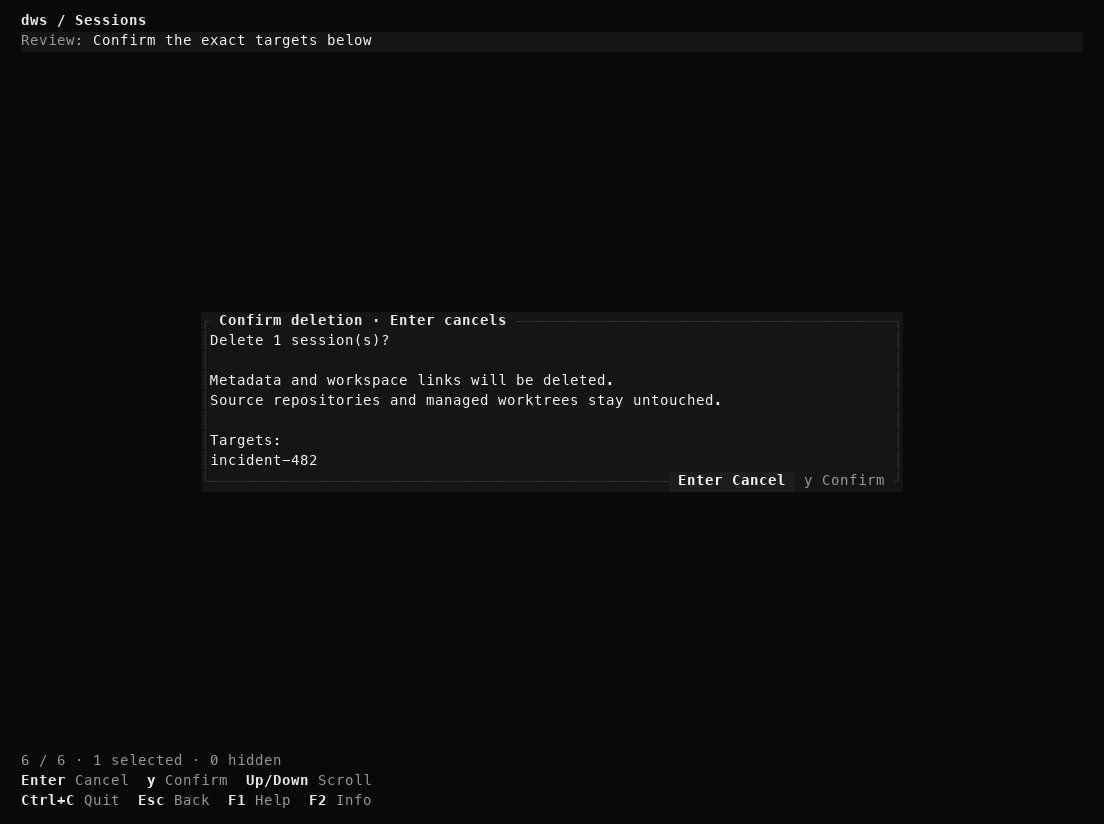 dws / Sessions
Review: Confirm the exact targets below
Confirm deletion · Enter cancels
Delete 1 session(s)?
Metadata and workspace links will be deleted.
Source repositories and managed worktrees stay untouched.
Targets:
incident-482
Enter Cancel y Confirm
6 / 6 · 1 selected · 0 hidden
Enter Cancel y Confirm Up/Down Scroll
Ctrl+C Quit Esc Back F1 Help F2 Info